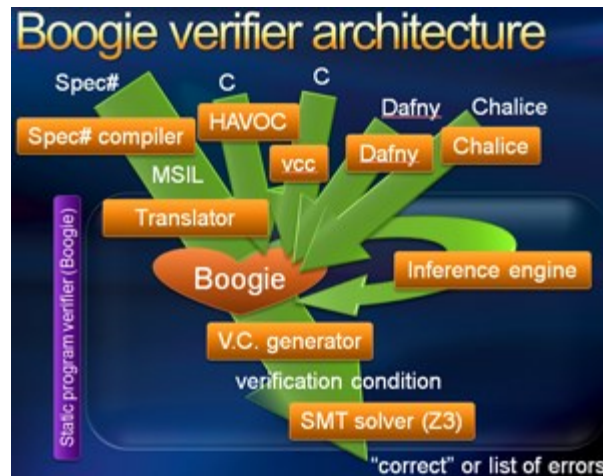 Boogie verifier architecture
Spec#
C
C
Dafny
Chalice
Spec# compiler
HAVOC
vcc
Dafny
Chalice
MSIL
Translator
Boogie
Inference engine
V.C. generator
verification condition
SMT solver (Z3)
"correct" or list of errors
Static program verifier (Boogie)